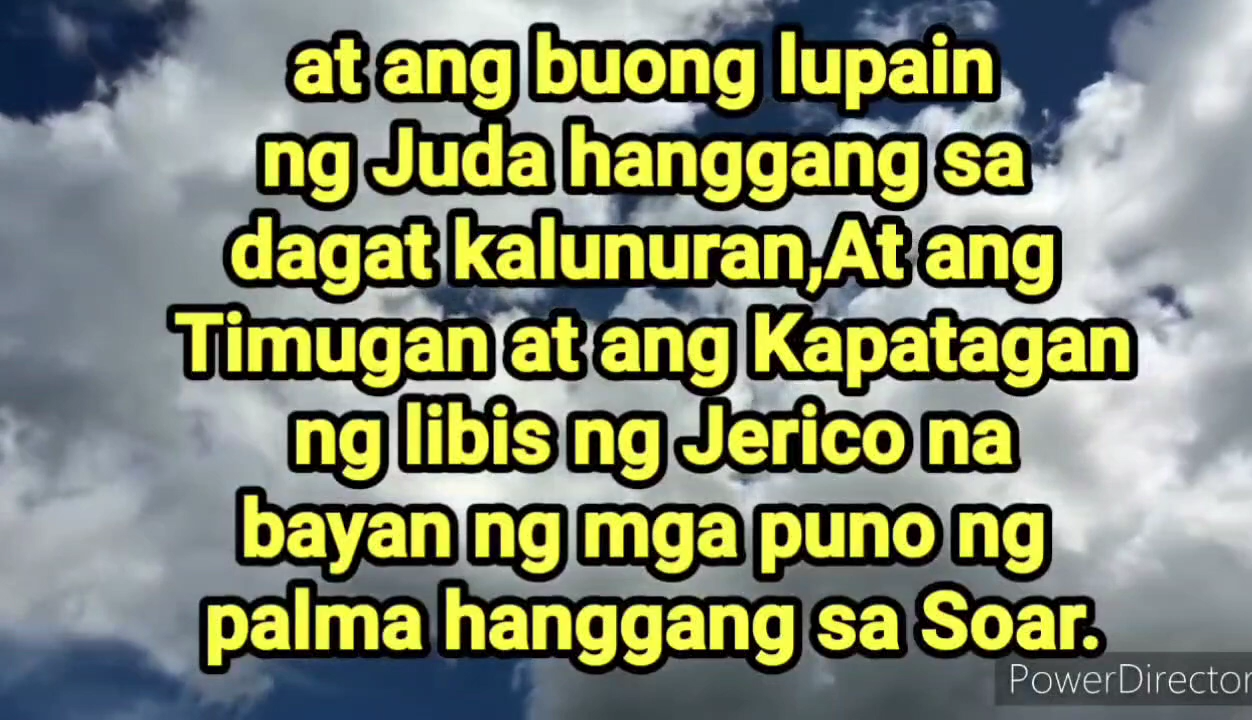 at ang buong lupain
ng Juda hanggang sa
dagat kalunuran,At ang
Timugan at ang Kapatagan
ng libis ng Jerico na
bayan ng mga puno ng
palma hanggang sa Soar.
PowerDirector